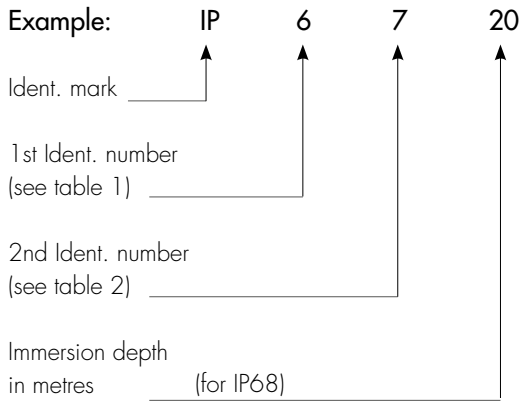 Example: IP 6 7 20
Ident. mark
1st Ident. number
(see table 1)
2nd Ident. number
(see table 2)
Immersion depth
in metres (for IP68)